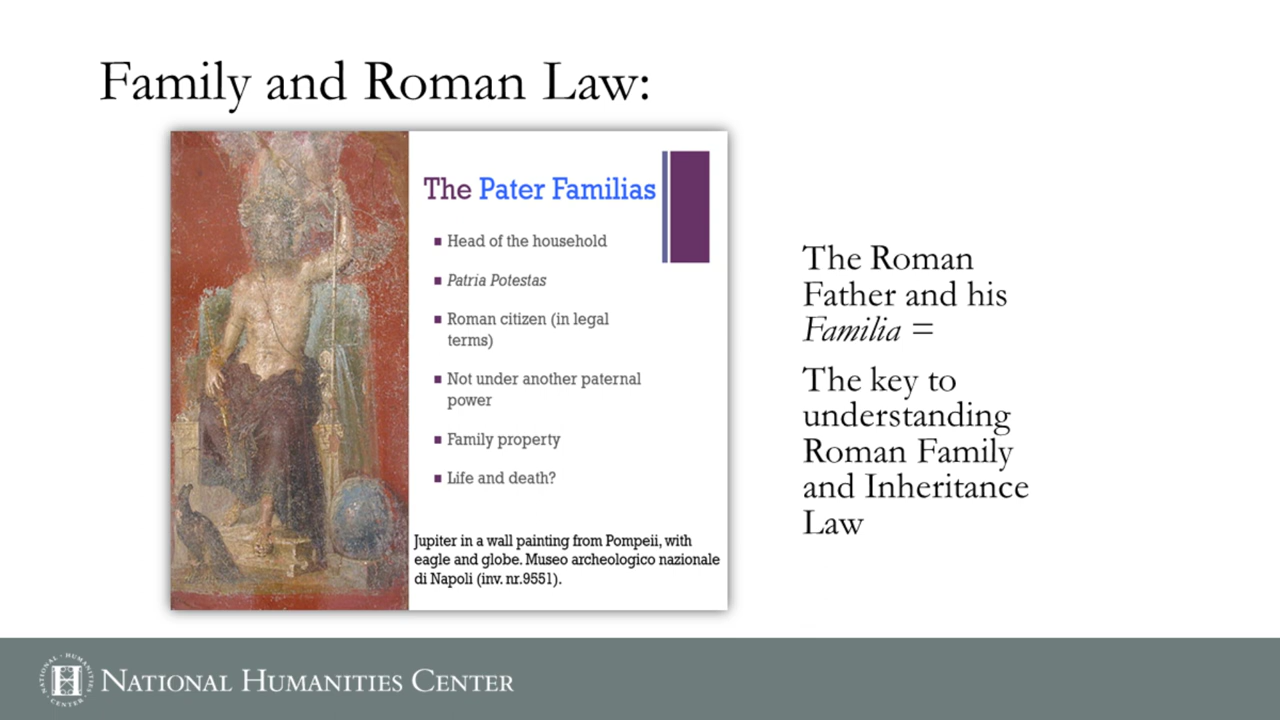 Family and Roman Law:
The Pater Familias
■ Head of the household
■ Patria Potestas
■ Roman citizen (in legal
terms)
■ Not under another paternal
power
■ Family property
■ Life and death?
Jupiter in a wall painting from Pompeii, with
eagle and globe. Museo archeologico nazionale
di Napoli (inv. nr.9551).
The Roman
Father and his
Familia =
The key to
understanding
Roman Family
and Inheritance
Law
NATIONAL · HUMANITIES · CENTER
H
NATIONAL HUMANITIES CENTER